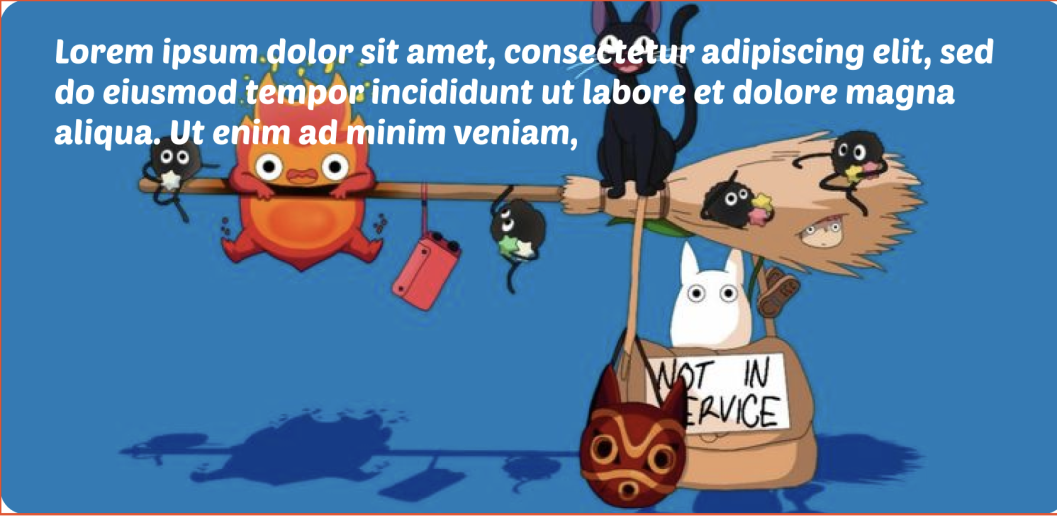 Lorem ipsum dolor sit amet, consectetur adipiscing elit, sed
do eiusmod tempor incididunt ut labore et dolore magna
aliqua. Ut enim ad minim veniam,
NOT IN
SERVICE